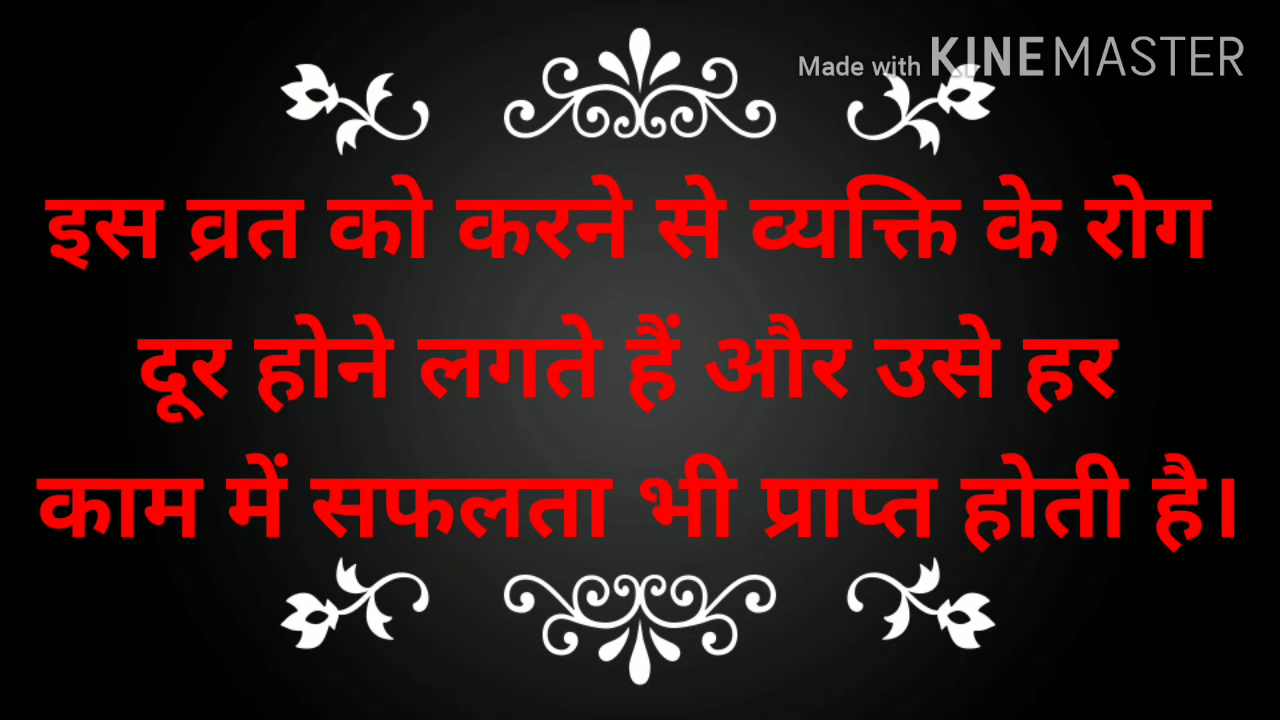 Made with KINEMASTER
इस व्रत को करने से व्यक्ति के रोग
दूर होने लगते हैं और उसे हर
काम में सफलता भी प्राप्त होती है।